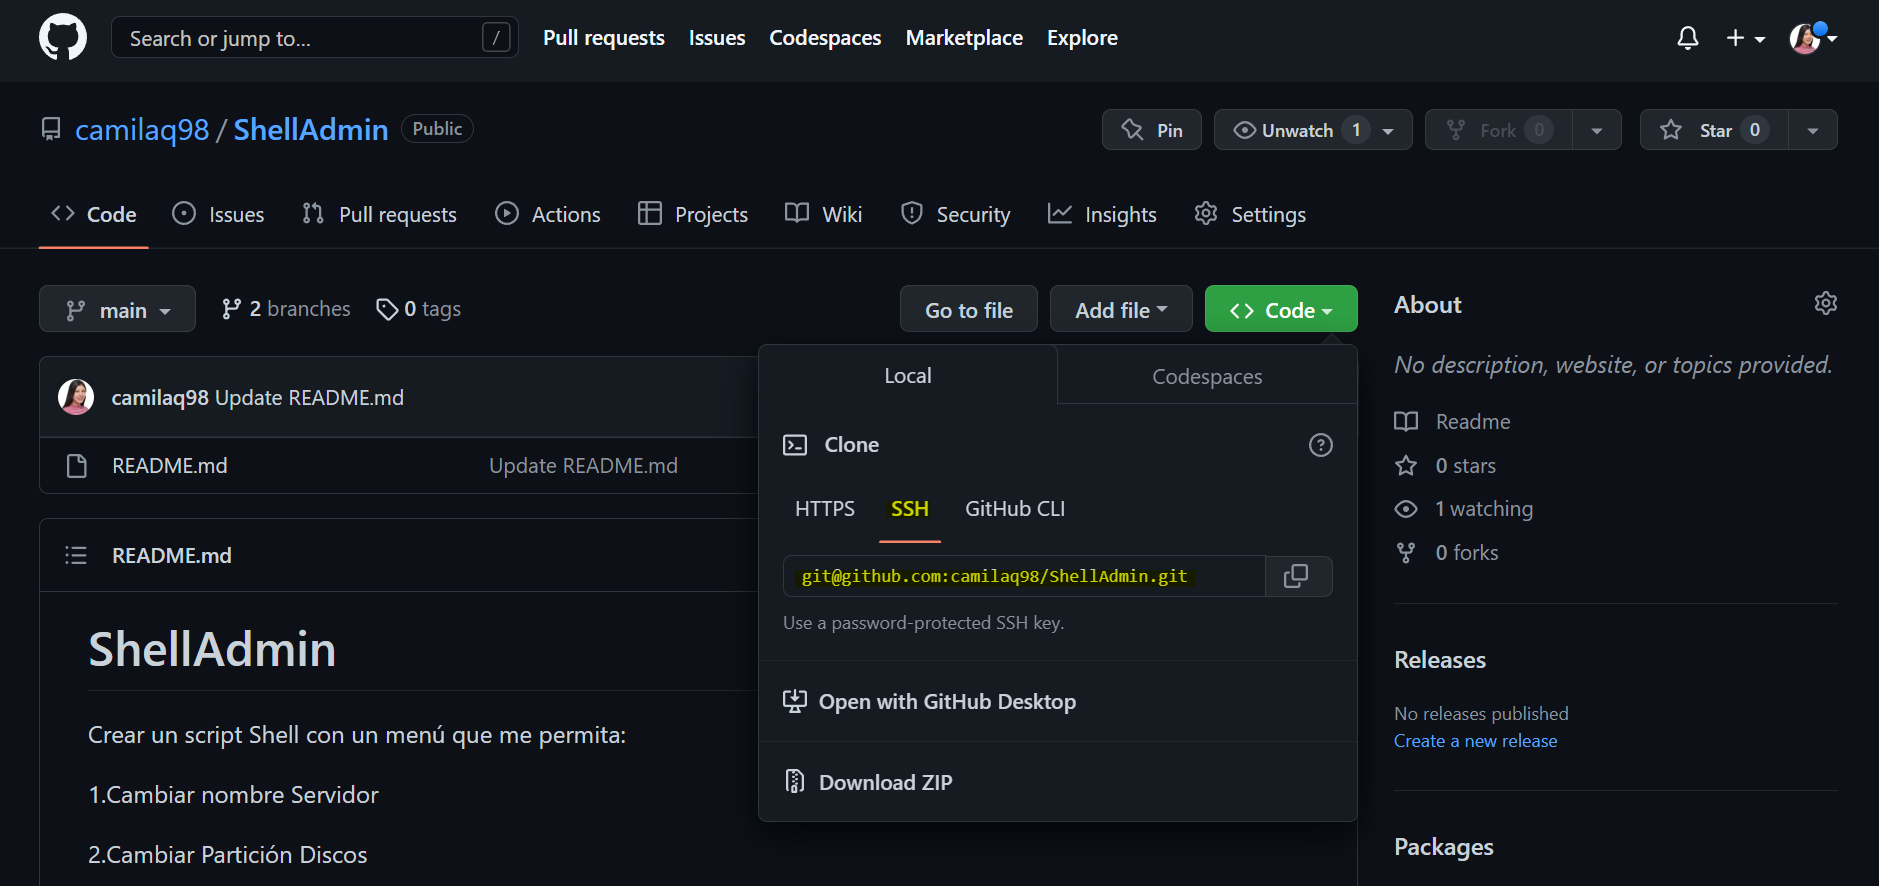 Search or jump to... / Pull requests Issues Codespaces Marketplace Explore
camilaq98 / ShellAdmin Public Pin Unwatch 1 Fork 0 Star 0
Code Issues Pull requests Actions Projects Wiki Security Insights Settings
main 2 branches 0 tags Go to file Add file Code
camilaq98 Update README.md
README.md Update README.md
README.md
ShellAdmin
Crear un script Shell con un menú que me permita:
1.Cambiar nombre Servidor
2.Cambiar Partición Discos
Local Codespaces
Clone
HTTPS SSH GitHub CLI
git@github.com:camilaq98/ShellAdmin.git
Use a password-protected SSH key.
Open with GitHub Desktop
Download ZIP
About
No description, website, or topics provided.
Readme
0 stars
1 watching
0 forks
Releases
No releases published
Create a new release
Packages